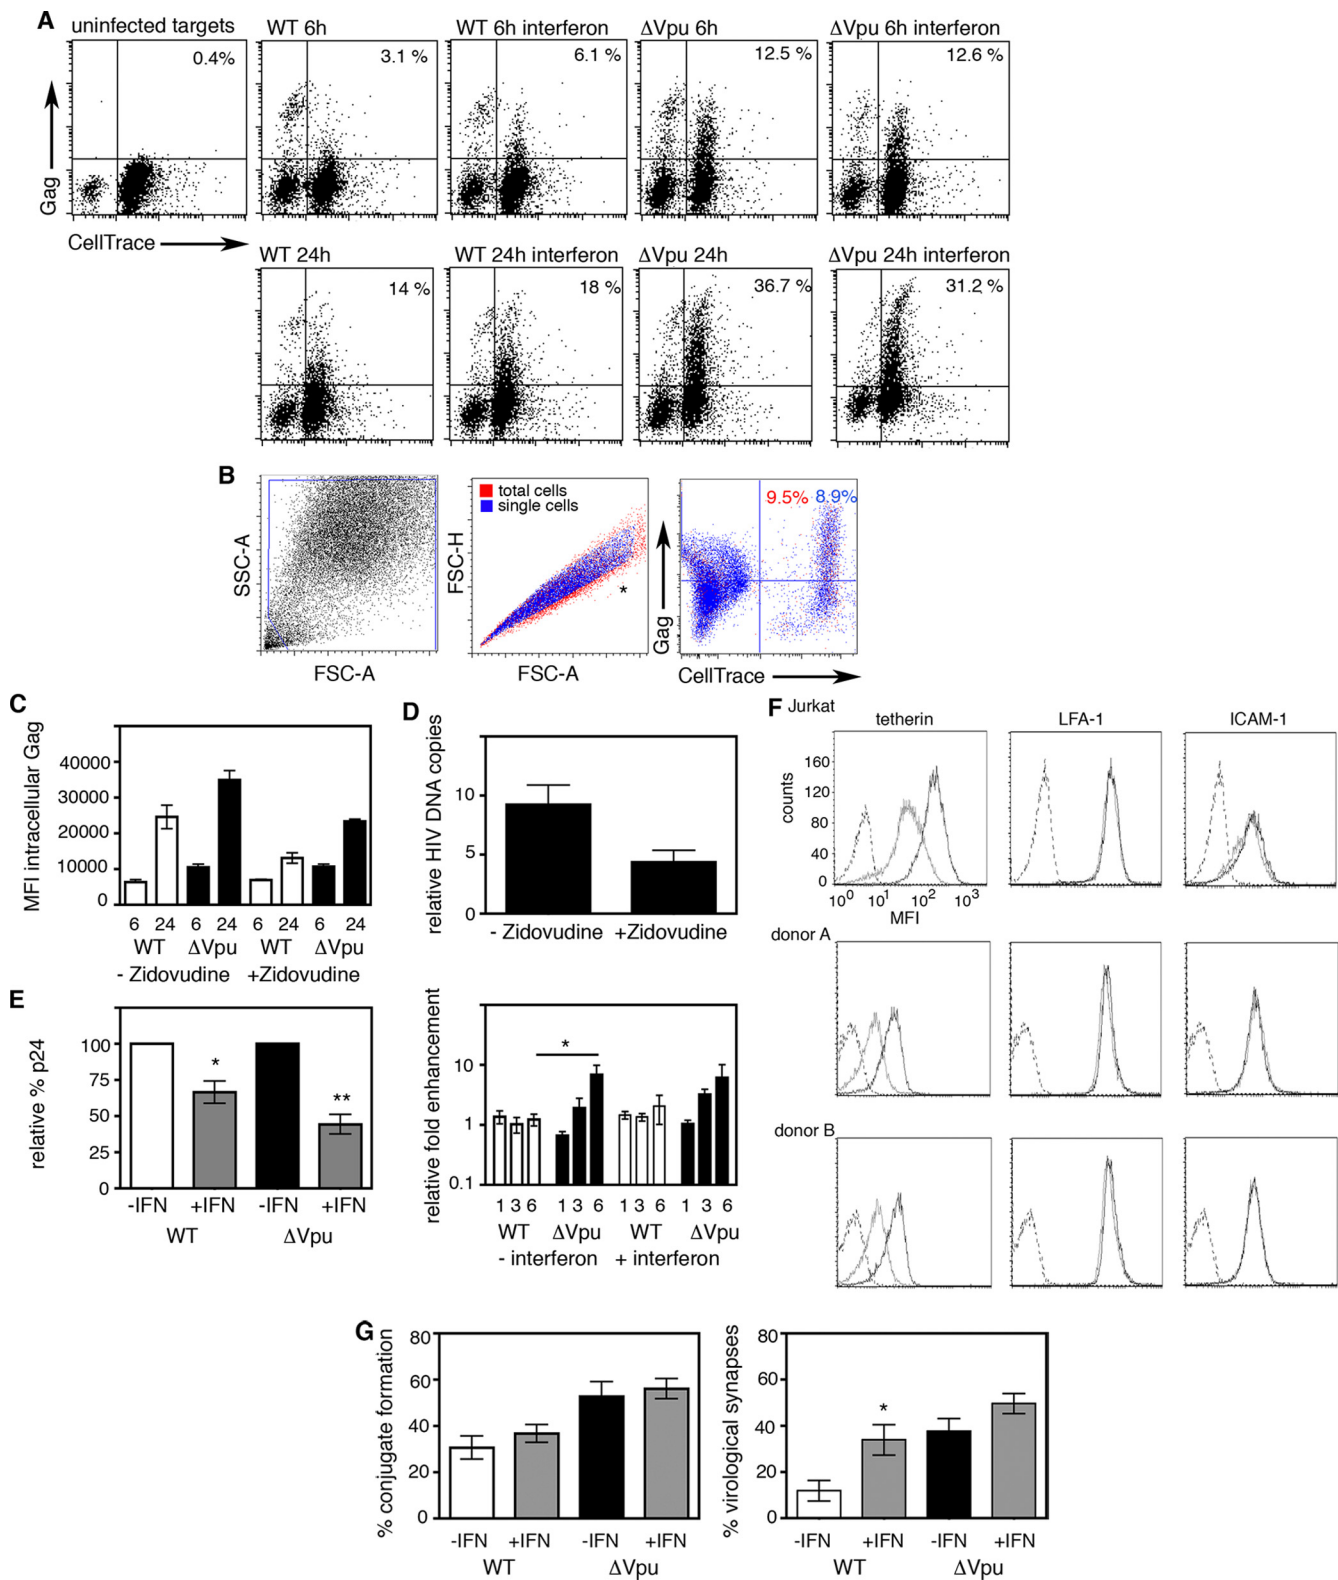 A
uninfected targets
WT 6h
WT 6h interferon
ΔVpu 6h
ΔVpu 6h interferon
0.4%
3.1 %
6.1 %
12.5 %
12.6 %
Gag
CellTrace
WT 24h
WT 24h interferon
ΔVpu 24h
ΔVpu 24h interferon
14 %
18 %
36.7 %
31.2 %
B
SSC-A
FSC-A
total cells
single cells
FSC-H
*
FSC-A
9.5% 8.9%
Gag
CellTrace
C
MFI intracellular Gag
40000
30000
20000
10000
0
6 24 6 24 6 24 6 24
WT ΔVpu WT ΔVpu
- Zidovudine +Zidovudine
D
relative HIV DNA copies
10
5
0
- Zidovudine +Zidovudine
E
relative % p24
100
75
50
25
0
*
**
-IFN +IFN -IFN +IFN
WT ΔVpu
relative fold enhancement
10
1
0.1
*
1 3 6 1 3 6 1 3 6 1 3 6
WT ΔVpu WT ΔVpu
- interferon + interferon
F
Jurkat
tetherin
LFA-1
ICAM-1
counts
160
120
80
40
0
10⁰ 10¹ 10² 10³
MFI
donor A
donor B
G
% conjugate formation
80
60
40
20
0
-IFN +IFN -IFN +IFN
WT ΔVpu
% virological synapses
80
60
40
20
0
*
-IFN +IFN -IFN +IFN
WT ΔVpu